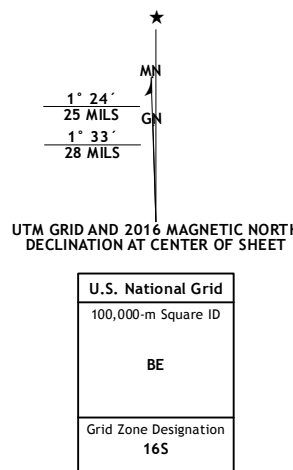 ★
MN
1° 24´
25 MILS
GN
1° 33´
28 MILS
UTM GRID AND 2016 MAGNETIC NORTH
DECLINATION AT CENTER OF SHEET
U.S. National Grid
100,000-m Square ID
BE
Grid Zone Designation
16S